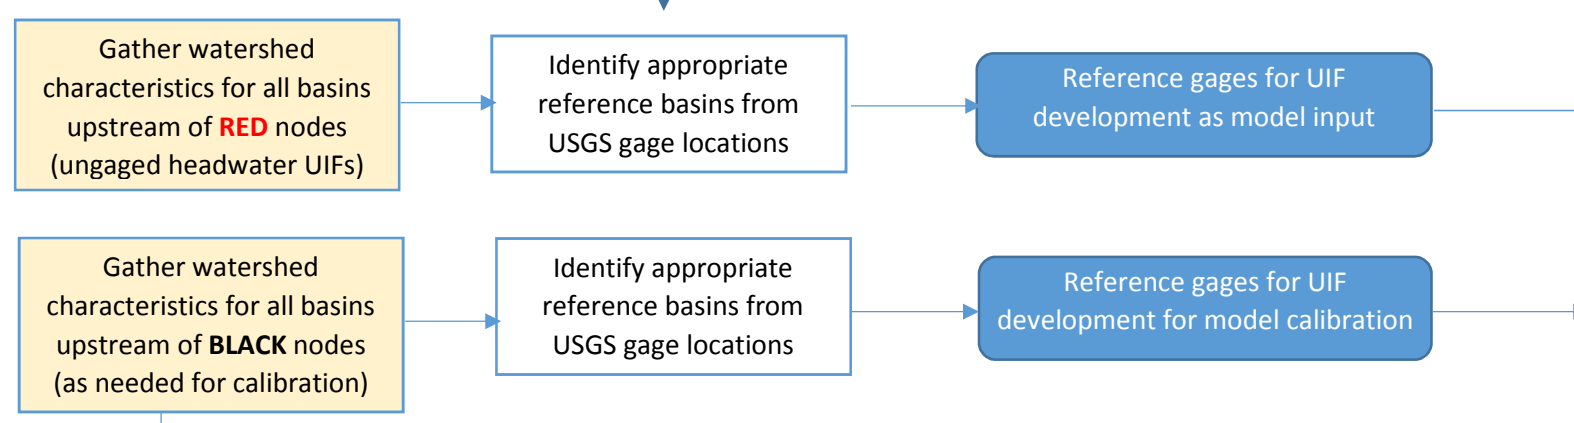 Gather watershed
characteristics for all basins
upstream of RED nodes
(ungaged headwater UIFs)
Identify appropriate
reference basins from
USGS gage locations
Reference gages for UIF
development as model input
Gather watershed
characteristics for all basins
upstream of BLACK nodes
(as needed for calibration)
Identify appropriate
reference basins from
USGS gage locations
Reference gages for UIF
development for model calibration